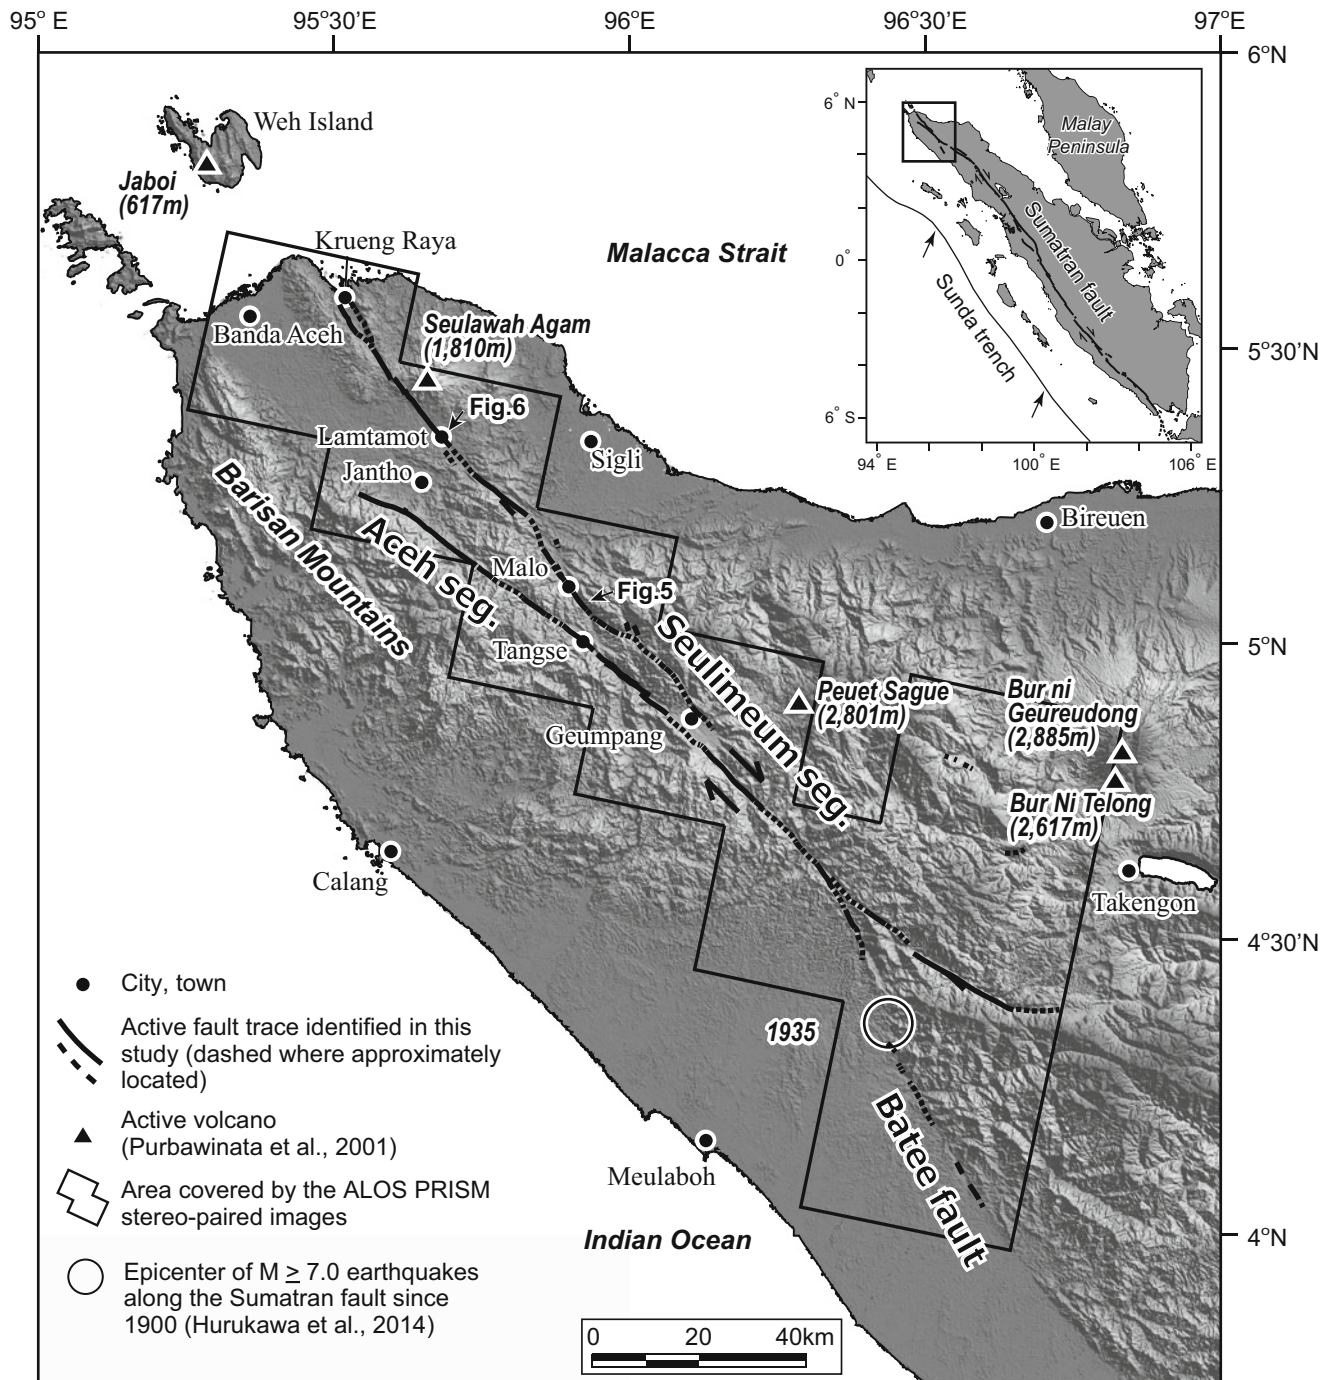 95° E
95°30'E
96°E
96°30'E
97°E
6°N
5°30'N
5°N
4°30'N
4°N
Weh Island
Jaboi
(617m)
Krueng Raya
Malacca Strait
Banda Aceh
Seulawah Agam
(1,810m)
Fig.6
Lamtamot
Sigli
Jantho
Bireuen
Barisan Mountains
Aceh seg.
Malo
Fig.5
Tangse
Seulimeum seg.
Peuet Sague
(2,801m)
Bur ni
Geureudong
(2,885m)
Geumpang
Bur Ni Telong
(2,617m)
Calang
Takengon
1935
Batee fault
Meulaboh
Indian Ocean
6° N
0°
6° S
94° E
100° E
106° E
Malay
Peninsula
Sumatran fault
Sunda trench
City, town
Active fault trace identified in this
study (dashed where approximately
located)
Active volcano
(Purbawinata et al., 2001)
Area covered by the ALOS PRISM
stereo-paired images
Epicenter of M ≥ 7.0 earthquakes
along the Sumatran fault since
1900 (Hurukawa et al., 2014)
0 20 40km